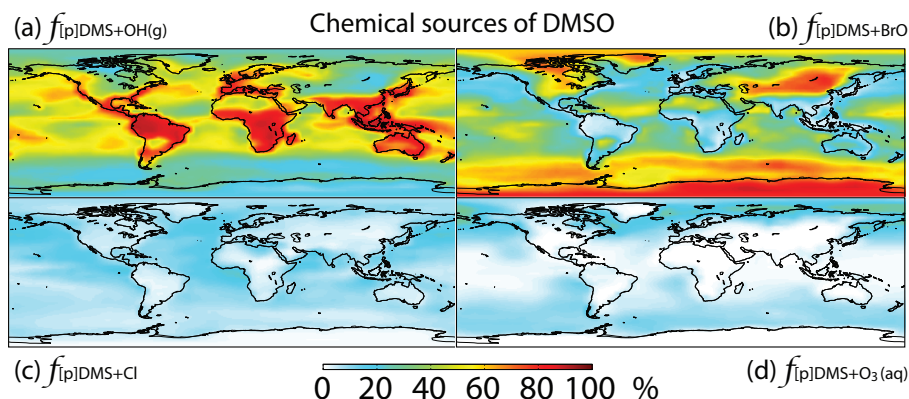 Chemical sources of DMSO
(a) f[p]DMS+OH(g)
(b) f[p]DMS+BrO
(c) f[p]DMS+Cl
(d) f[p]DMS+O₃(aq)
0 20 40 60 80 100 %